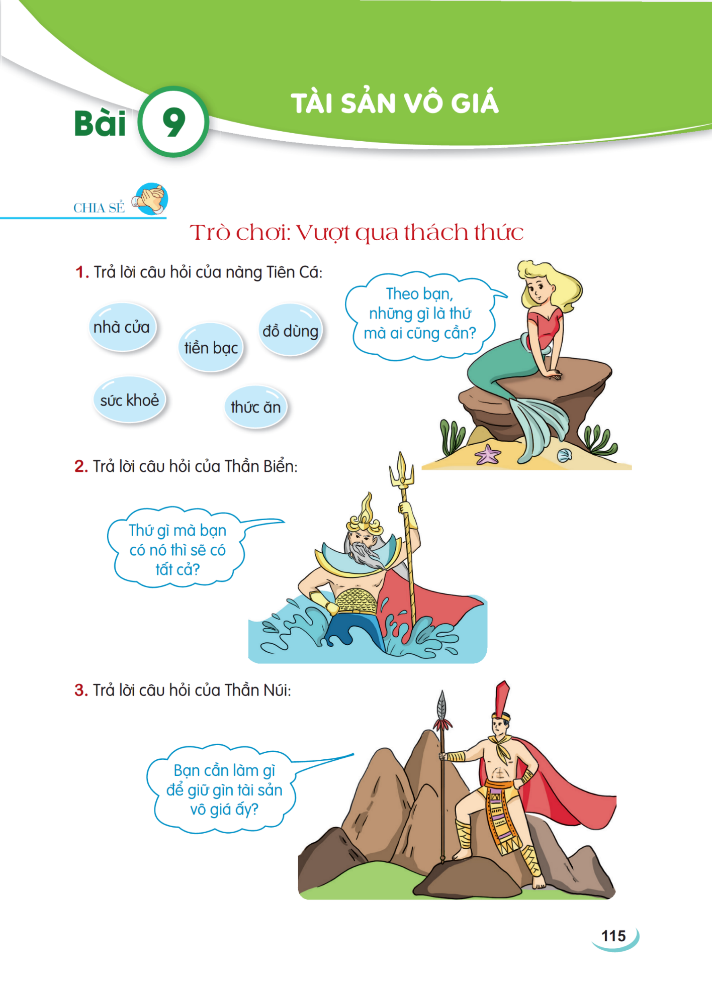 TÀI SẢN VÔ GIÁ
Bài 9
CHIA SẺ
Trò chơi: Vượt qua thách thức
1. Trả lời câu hỏi của nàng Tiên Cá:
Theo bạn,
những gì là thứ
mà ai cũng cần?
nhà cửa
tiền bạc
đồ dùng
sức khoẻ
thức ăn
2. Trả lời câu hỏi của Thần Biển:
Thứ gì mà bạn
có nó thì sẽ có
tất cả?
3. Trả lời câu hỏi của Thần Núi:
Bạn cần làm gì
để giữ gìn tài sản
vô giá ấy?
115